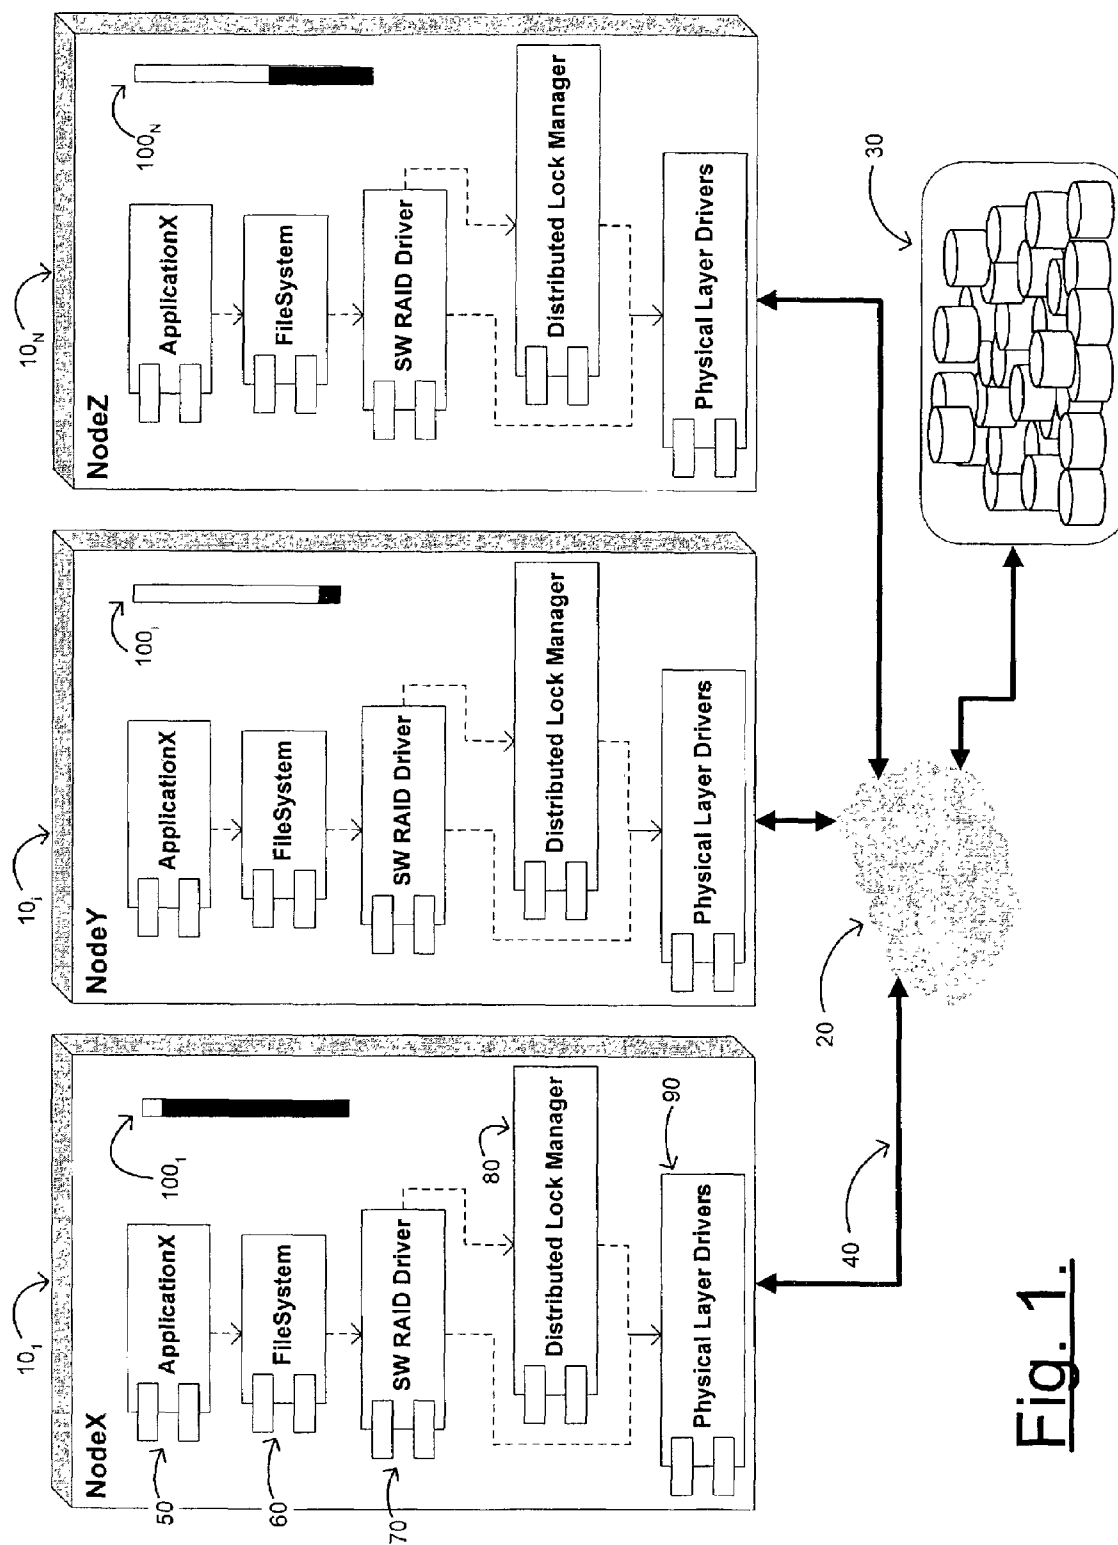 10₁
NodeX
100₁
50
ApplicationX
60
FileSystem
70
SW RAID Driver
80
Distributed Lock Manager
90
Physical Layer Drivers
10ᵢ
NodeY
100ᵢ
ApplicationX
FileSystem
SW RAID Driver
Distributed Lock Manager
Physical Layer Drivers
10N
NodeZ
100N
ApplicationX
FileSystem
SW RAID Driver
Distributed Lock Manager
Physical Layer Drivers
40
20
30
Fig. 1.